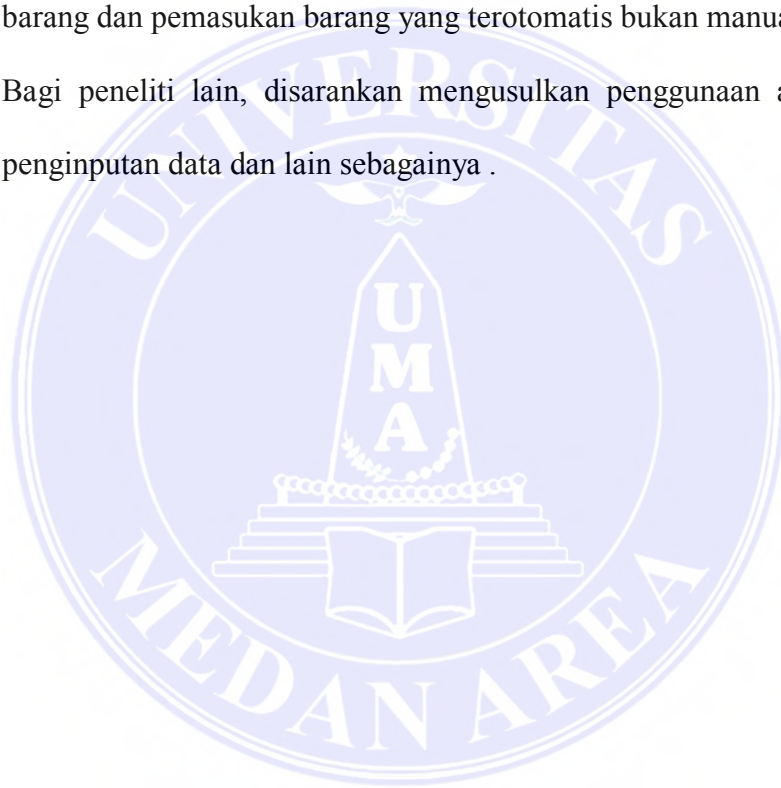 barang dan pemasukan barang yang terotomatis bukan manua
Bagi peneliti lain, disarankan mengusulkan penggunaan a
penginputan data dan lain sebagainya .
UNIVERSITAS
U
M
A
MEDAN AREA